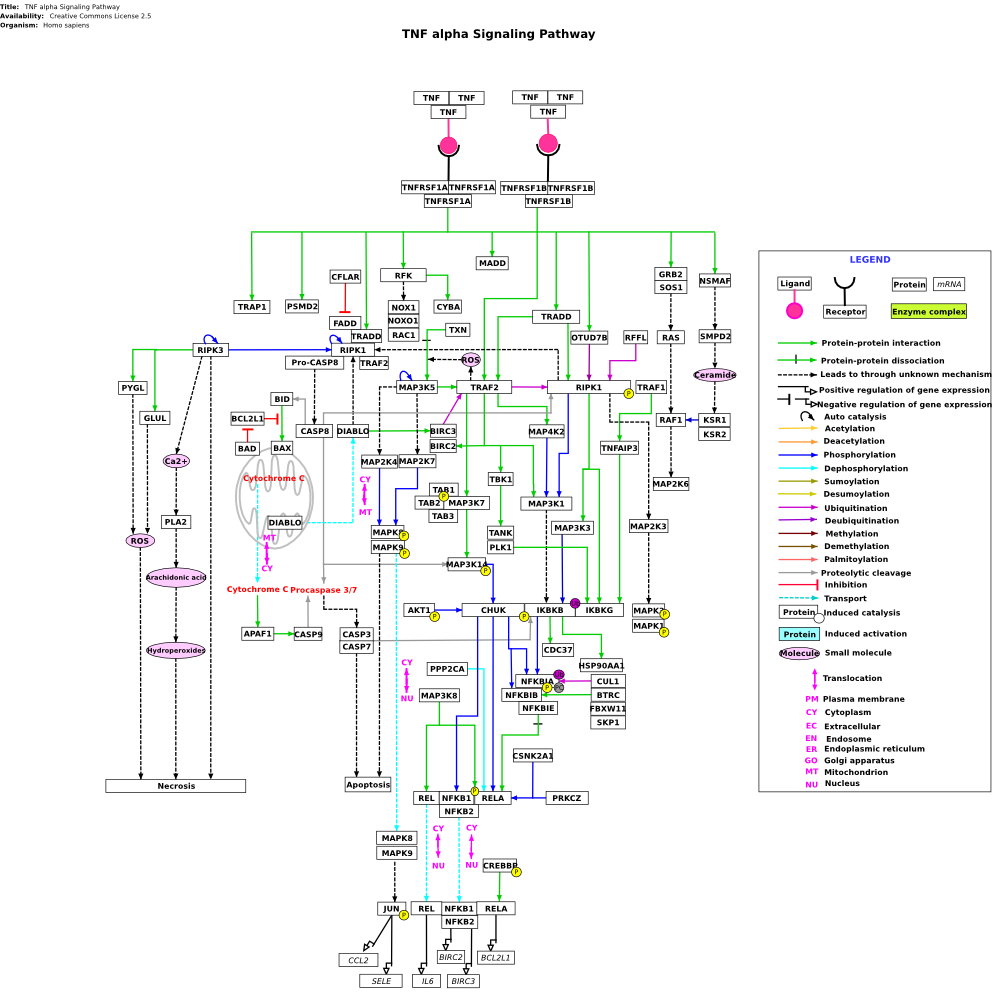 Title: TNF alpha Signaling Pathway
Availability: Creative Commons License 2.5
Organism: Homo sapiens
TNF alpha Signaling Pathway
TNF TNF TNF TNF
TNF TNF
TNFRSF1A TNFRSF1A TNFRSF1B TNFRSF1B
TNFRSF1A TNFRSF1B
MADD
CFLAR RFK GRB2 NSMAF
SOS1
TRAP1 PSMD2 NOX1 CYBA
FADD NOXO1 TRADD
TRADD RAC1 TXN OTUD7B RFFL RAS SMPD2
RIPK3 RIPK1
Pro-CASP8 TRAF2 ROS
Ceramide
PYGL MAP3K5 TRAF2 RIPK1 P TRAF1
BID
GLUL BCL2L1 RAF1 KSR1
CASP8 DIABLO BIRC3 MAP4K2 KSR2
BAD BAX BIRC2 TNFAIP3
Ca2+ MAP2K4 MAP2K7
Cytochrome C CY TBK1 MAP2K6
TAB1 P
TAB2 MAP3K7 MAP3K1
MT
PLA2 DIABLO TAB3 MAP3K3 MAP2K3
MAPK8 P TANK
ROS MT MAPK9 P PLK1
CY MAP3K14 P
Arachidonic acid
Cytochrome C Procaspase 3/7
AKT1 P CHUK P IKBKB UB IKBKG MAPK3 P
MAPK1 P
APAF1 CASP9 CASP3
CASP7 CDC37
Hydroperoxides
CY HSP90AA1
PPP2CA NFKBIA P CUL1
MAP3K8 NFKBIB BTRC
NU NFKBIE FBXW11
SKP1
CSNK2A1
Necrosis Apoptosis
REL NFKB1 P RELA PRKCZ
NFKB2
CY CY
MAPK8
MAPK9
NU NU CREBBP P
JUN P REL NFKB1 RELA
NFKB2
CCL2 BIRC2 BCL2L1
SELE IL6 BIRC3
LEGEND
Ligand Protein mRNA
Receptor Enzyme complex
Protein-protein interaction
Protein-protein dissociation
Leads to through unknown mechanism
Positive regulation of gene expression
Negative regulation of gene expression
Auto catalysis
Acetylation
Deacetylation
Phosphorylation
Dephosphorylation
Sumoylation
Desumoylation
Ubiquitination
Deubiquitination
Methylation
Demethylation
Palmitoylation
Proteolytic cleavage
Inhibition
Transport
Protein Induced catalysis
Protein Induced activation
Molecule Small molecule
Translocation
PM Plasma membrane
CY Cytoplasm
EC Extracellular
EN Endosome
ER Endoplasmic reticulum
GO Golgi apparatus
MT Mitochondrion
NU Nucleus